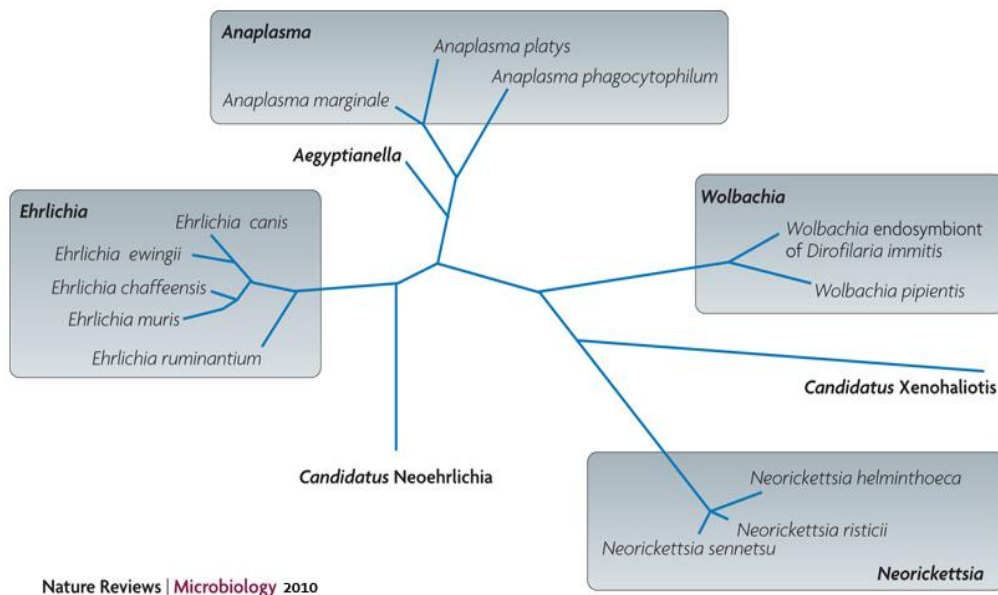 Anaplasma
Anaplasma platys
Anaplasma phagocytophilum
Anaplasma marginale
Aegyptianella
Ehrlichia
Ehrlichia canis
Ehrlichia ewingii
Ehrlichia chaffeensis
Ehrlichia muris
Ehrlichia ruminantium
Wolbachia
Wolbachia endosymbiont
of Dirofilaria immitis
Wolbachia pipientis
Candidatus Xenohaliotis
Candidatus Neoehrlichia
Neorickettsia helminthoeca
Neorickettsia risticii
Neorickettsia sennetsu
Neorickettsia
Nature Reviews | Microbiology 2010